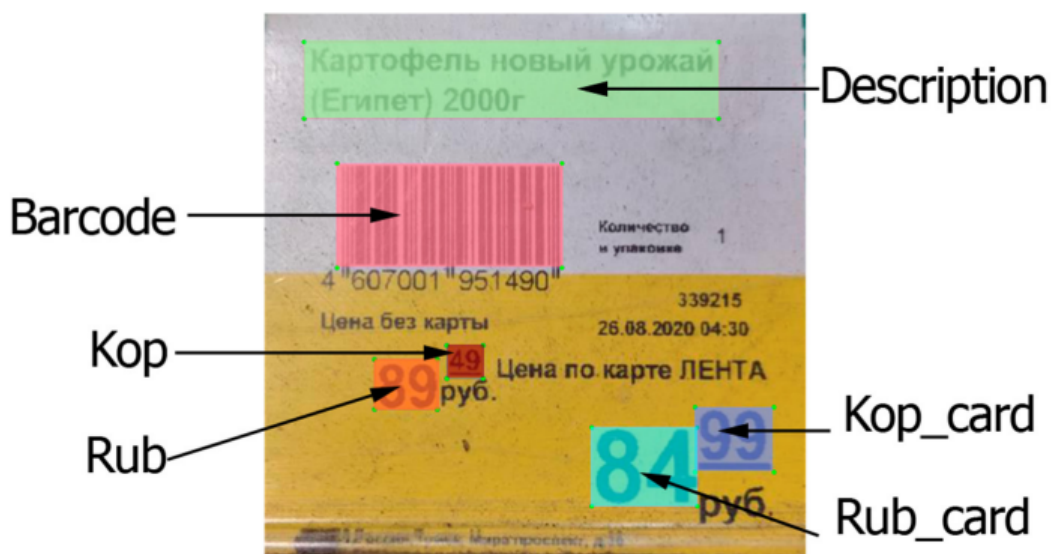 Картофель новый урожай
(Египет) 2000г
Description
Barcode
Количество
в упаковке 1
4"607001"951490"
339215
Цена без карты
26.08.2020 04:30
Kop
49
Цена по карте ЛЕНТА
89 руб.
Rub
Kop_card
99
84
руб.
Rub_card